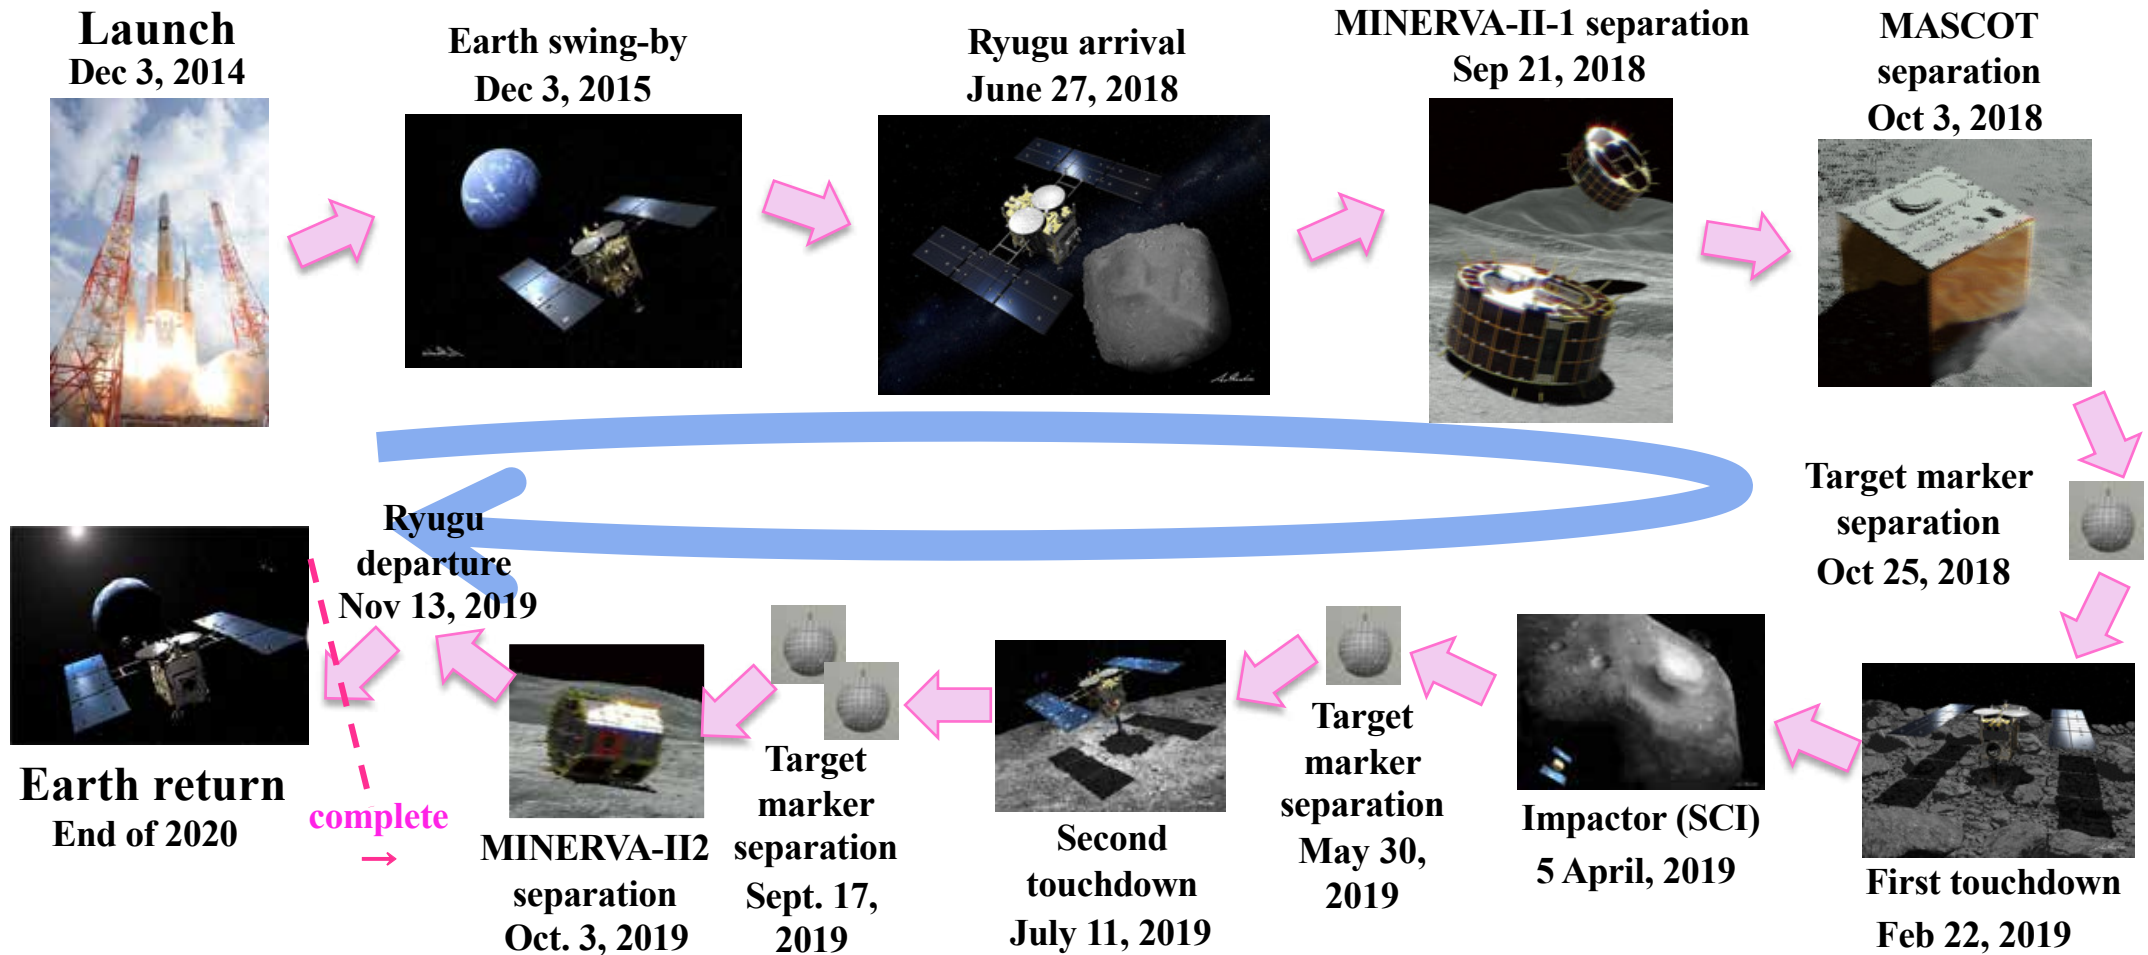 Launch
Dec 3, 2014
Earth swing-by
Dec 3, 2015
Ryugu arrival
June 27, 2018
MINERVA-II-1 separation
Sep 21, 2018
MASCOT
separation
Oct 3, 2018
Target marker
separation
Oct 25, 2018
First touchdown
Feb 22, 2019
Impactor (SCI)
5 April, 2019
Target
marker
separation
May 30,
2019
Second
touchdown
July 11, 2019
Target
marker
separation
Sept. 17,
2019
MINERVA-II2
separation
Oct. 3, 2019
Ryugu
departure
Nov 13, 2019
Earth return
End of 2020
complete
→